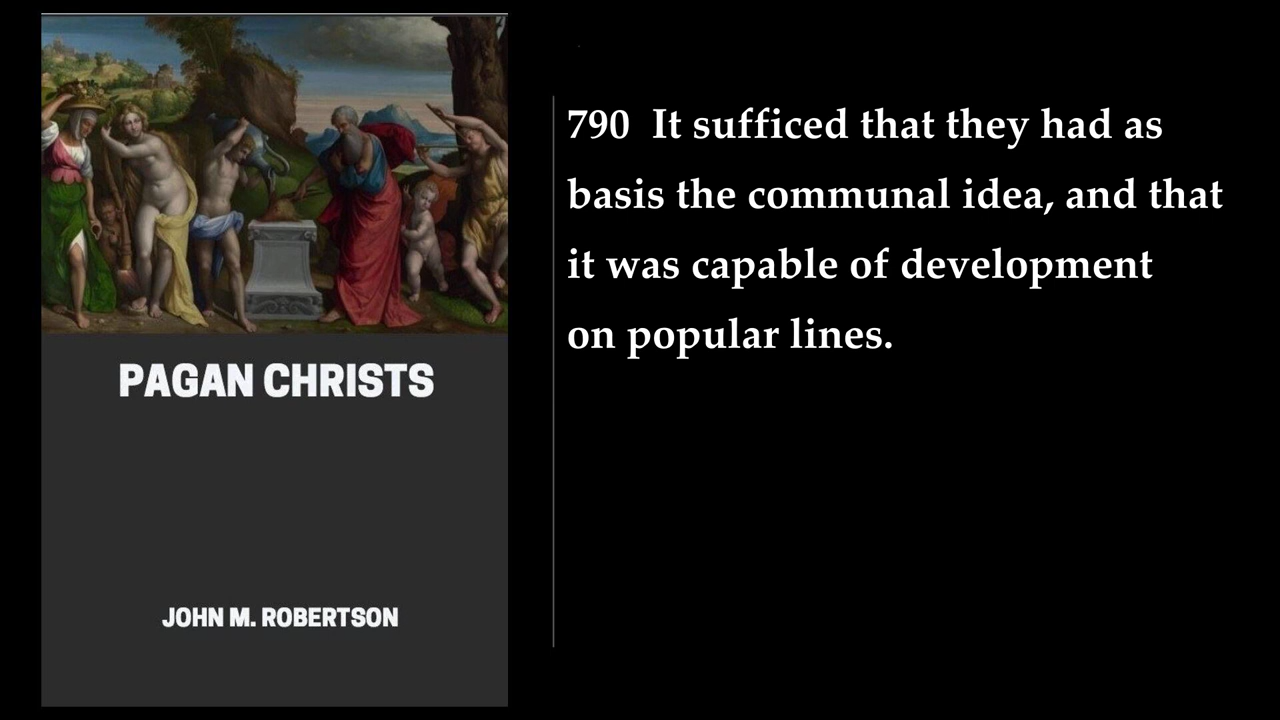 PAGAN CHRISTS
JOHN M. ROBERTSON
790 It sufficed that they had as
basis the communal idea, and that
it was capable of development
on popular lines.